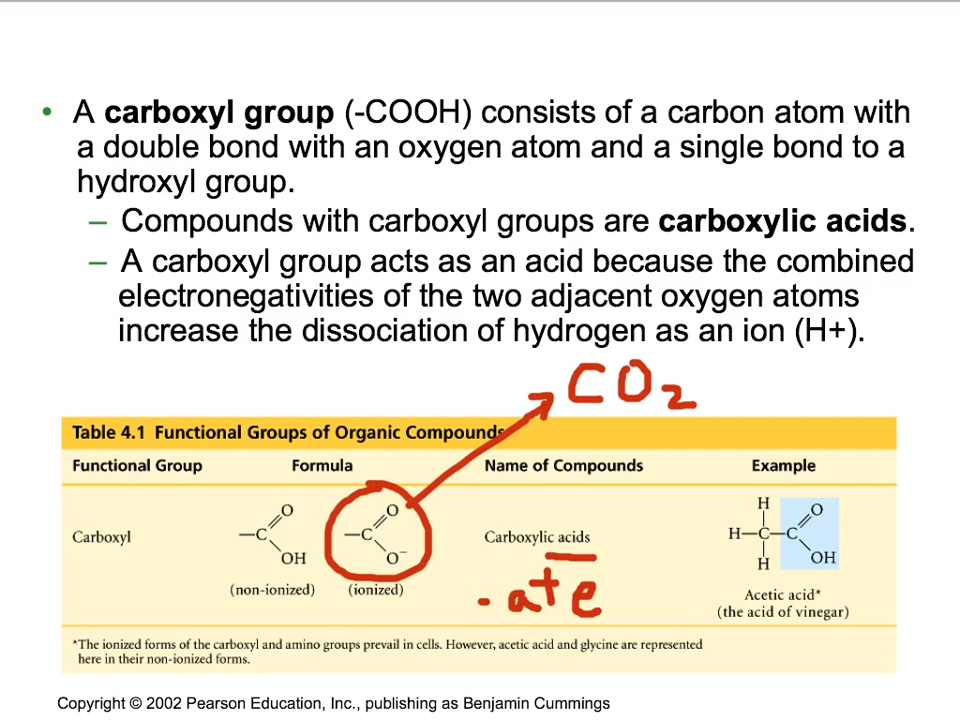 • A carboxyl group (-COOH) consists of a carbon atom with
a double bond with an oxygen atom and a single bond to a
hydroxyl group.
– Compounds with carboxyl groups are carboxylic acids.
– A carboxyl group acts as an acid because the combined
electronegativities of the two adjacent oxygen atoms
increase the dissociation of hydrogen as an ion (H+).
CO₂
Table 4.1 Functional Groups of Organic Compounds
Functional Group Formula Name of Compounds Example
H
O O O
Carboxyl —C —C Carboxylic acids H—C—C
OH O⁻ OH
H
(non-ionized) (ionized) -ate Acetic acid*
(the acid of vinegar)
*The ionized forms of the carboxyl and amino groups prevail in cells. However, acetic acid and glycine are represented
here in their non-ionized forms.
Copyright © 2002 Pearson Education, Inc., publishing as Benjamin Cummings